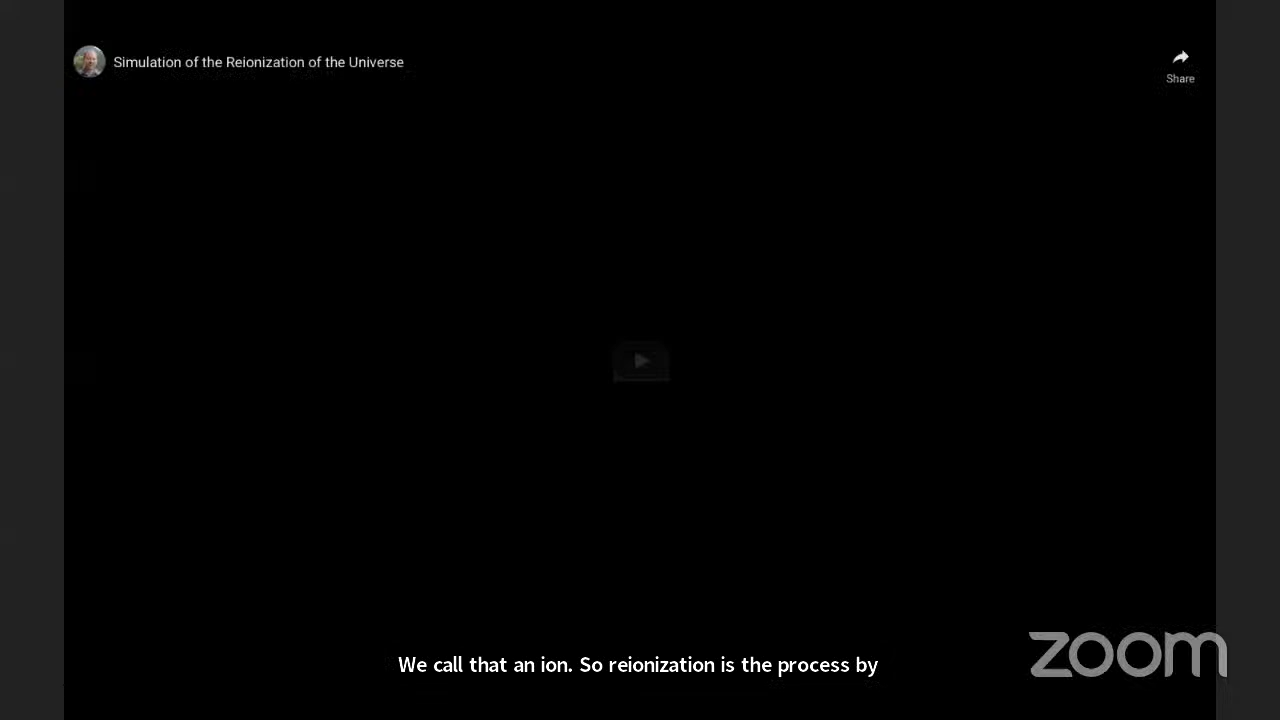 Simulation of the Reionization of the Universe
Share
We call that an ion. So reionization is the process by
zoom